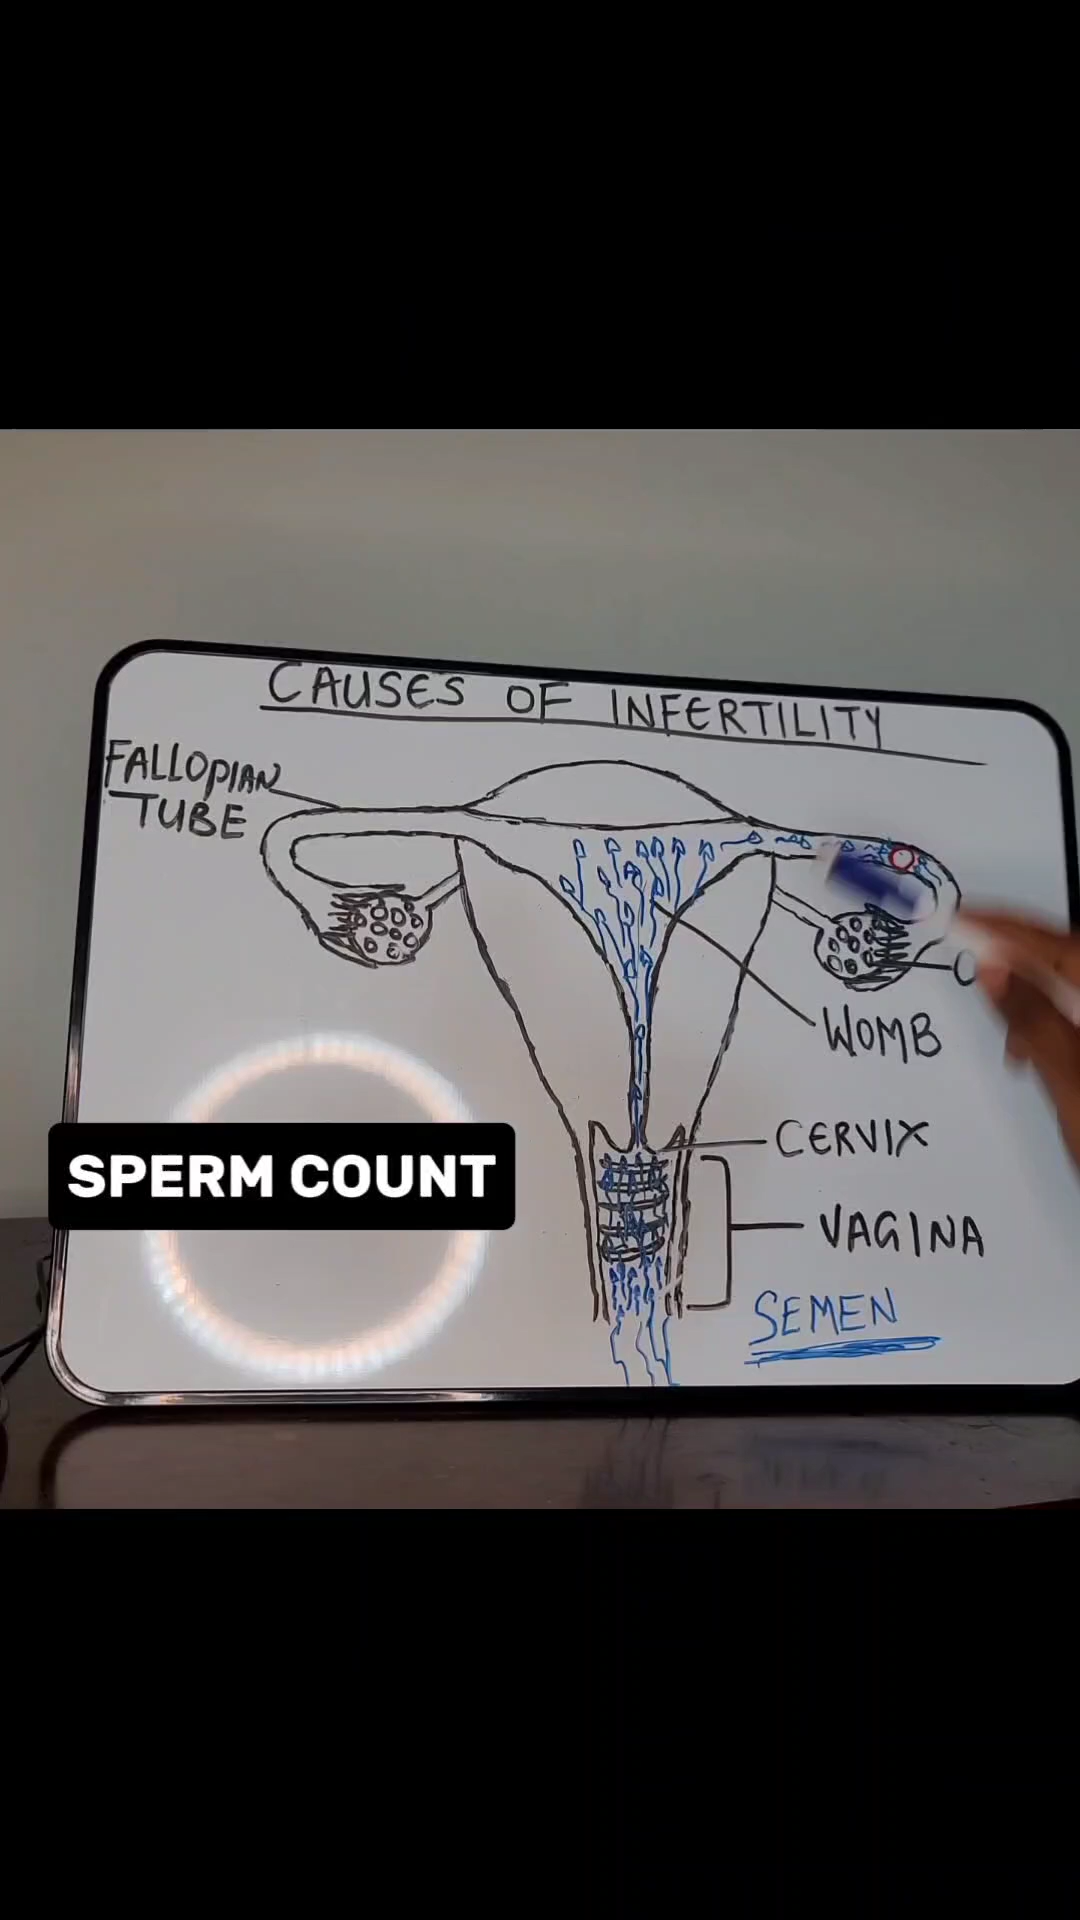 CAUSES OF INFERTILITY
FALLOPIAN
TUBE
WOMB
CERVIX
SPERM COUNT
VAGINA
SEMEN